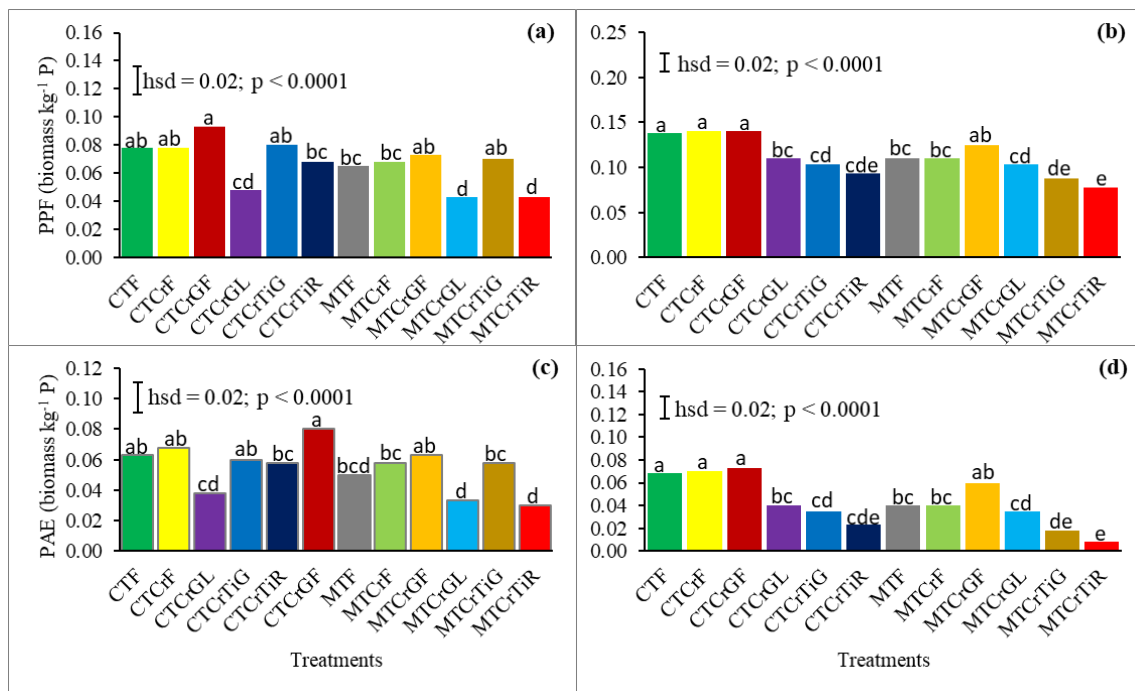 (a)
PPF (biomass kg-1 P)
0.16
0.14
0.12
0.10
0.08
0.06
0.04
0.02
0.00
hsd = 0.02; p < 0.0001
ab ab a cd ab bc bc bc ab d ab d
CTF CTCrF CTCrGF CTCrGL CTCrTiG CTCrTiR MTF MTCrF MTCrGF MTCrGL MTCrTiG MTCrTiR
(b)
0.25
0.20
0.15
0.10
0.05
0.00
hsd = 0.02; p < 0.0001
a a a bc cd cde bc bc ab cd de e
CTF CTCrF CTCrGF CTCrGL CTCrTiG CTCrTiR MTF MTCrF MTCrGF MTCrGL MTCrTiG MTCrTiR
(c)
PAE (biomass kg-1 P)
0.12
0.10
0.08
0.06
0.04
0.02
0.00
hsd = 0.02; p < 0.0001
ab ab cd ab bc a bcd bc ab d bc d
CTF CTCrF CTCrGL CTCrTiG CTCrTiR CTCrGF MTF MTCrF MTCrGF MTCrGL MTCrTiG MTCrTiR
Treatments
(d)
0.16
0.14
0.12
0.10
0.08
0.06
0.04
0.02
0.00
hsd = 0.02; p < 0.0001
a a a bc cd cde bc bc ab cd de e
CTF CTCrF CTCrGF CTCrGL CTCrTiG CTCrTiR MTF MTCrF MTCrGF MTCrGL MTCrTiG MTCrTiR
Treatments